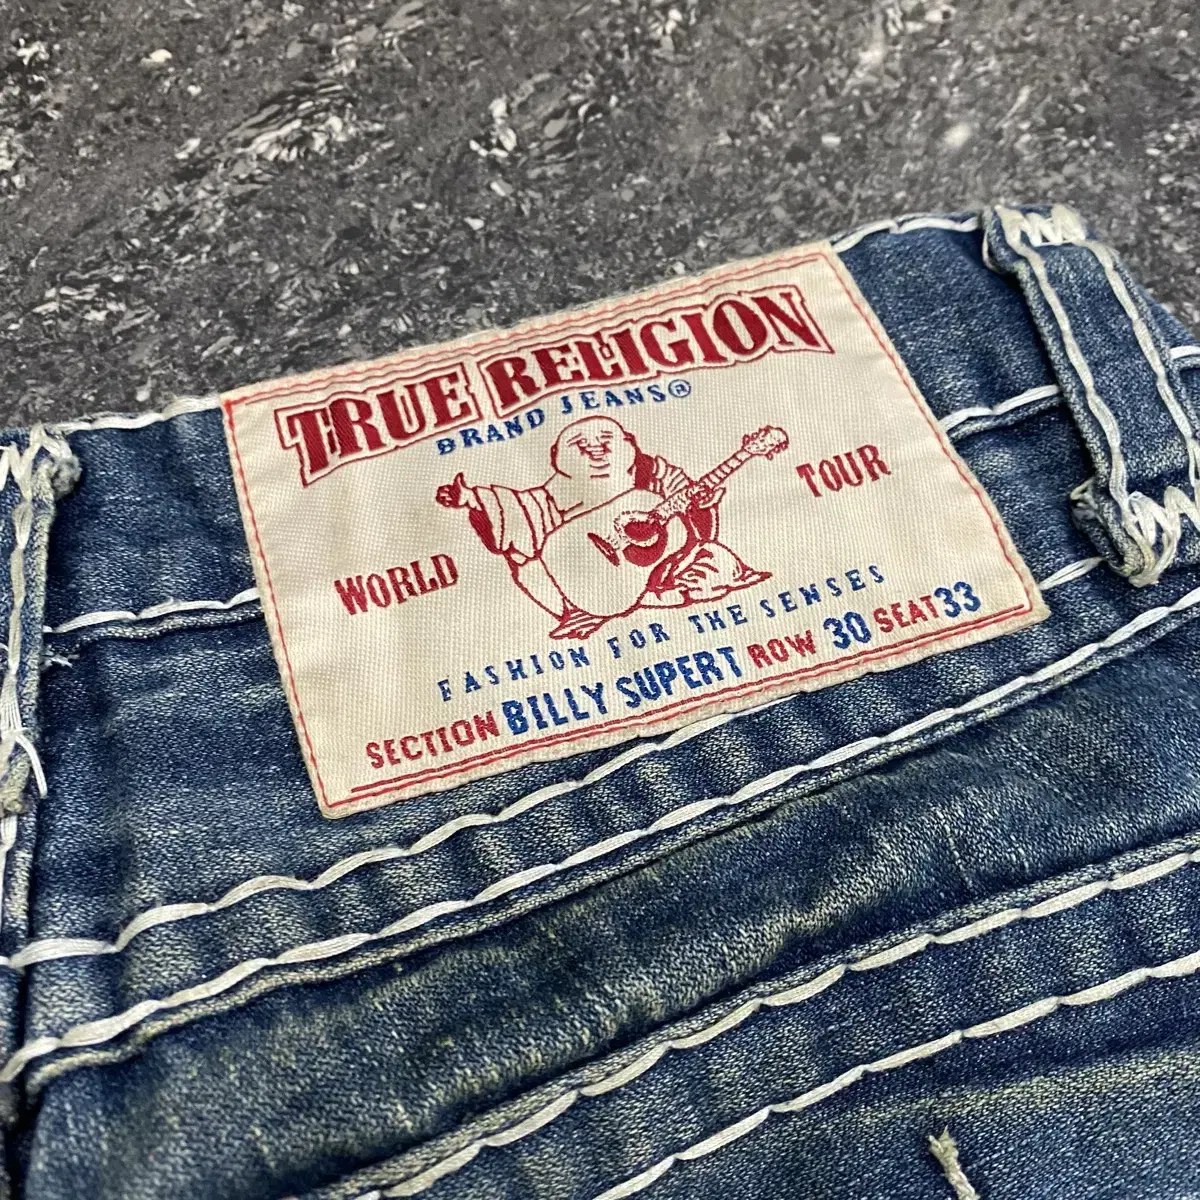 TRUE RELIGION
BRAND JEANS®
WORLD TOUR
FASHION FOR THE SENSES
SECTION BILLY SUPERT ROW 30 SEAT 33